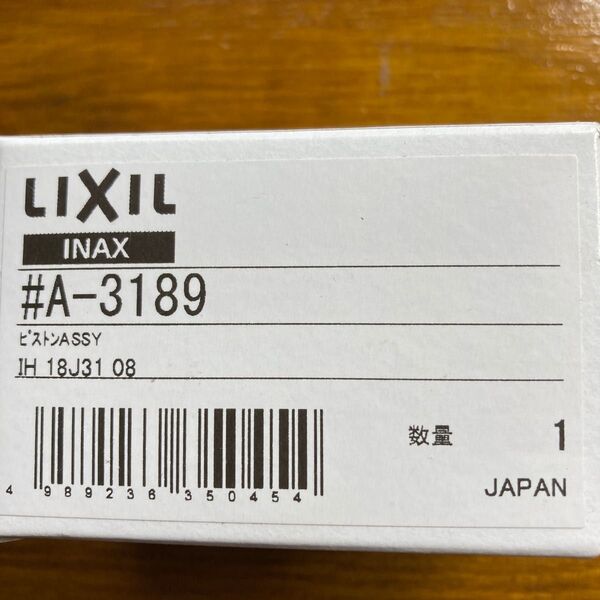 LIXIL
INAX
#A-3189
ﾋﾟｽﾄﾝASSY
IH 18J31 08
数量 1
4 989236 350454
JAPAN